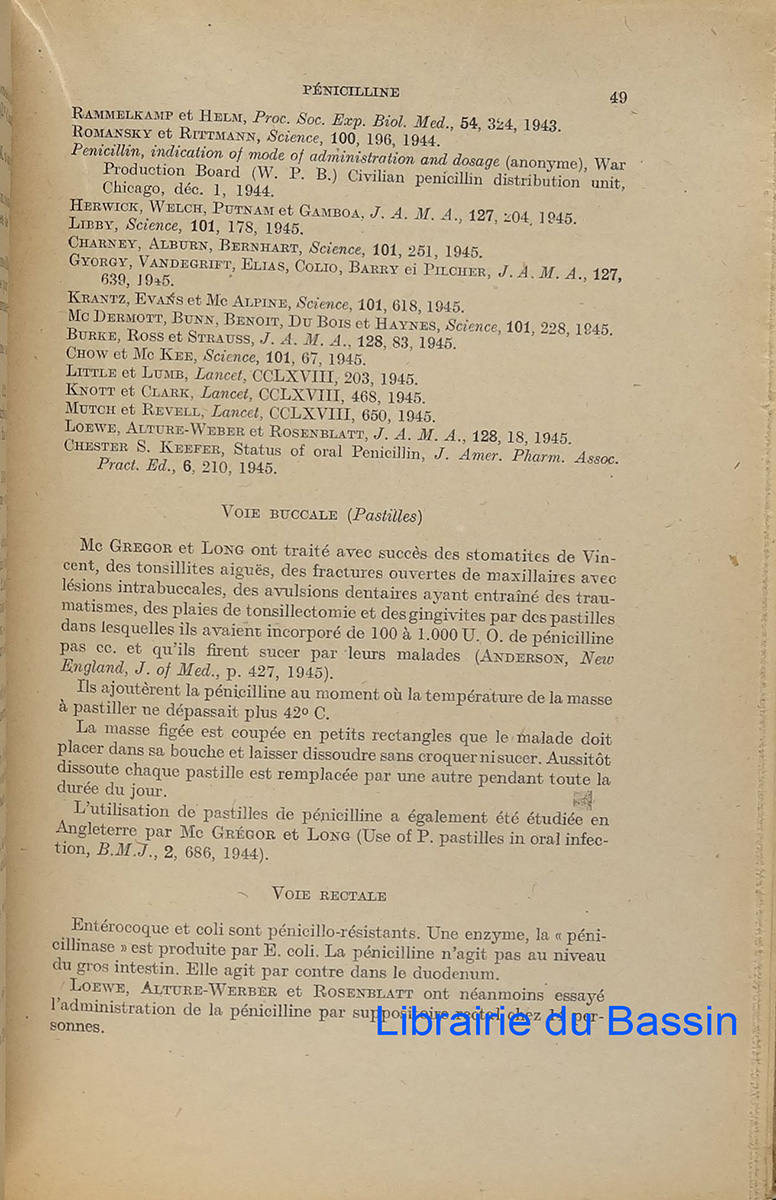 PÉNICILLINE 49
RAMMELKAMP et HELM, Proc. Soc. Exp. Biol. Med., 54, 324, 1943.
ROMANSKY et RITTMANN, Science, 100, 196, 1944.
Penicillin, indication of mode of administration and dosage (anonyme), War
Production Board (W. P. B.) Civilian penicillin distribution unit,
Chicago, déc. 1, 1944.
HERWICK, WELCH, PUTNAM et GAMBOA, J. A. M. A., 127, 204, 1945.
LIBBY, Science, 101, 178, 1945.
CHARNEY, ALBURN, BERNHART, Science, 101, 251, 1945.
GYORGY, VANDEGRIFT, ELIAS, COLIO, BARRY et PILCHER, J. A. M. A., 127,
639, 1945.
KRANTZ, EVANS et MC ALPINE, Science, 101, 618, 1945.
MC DERMOTT, BUNN, BENOIT, DU BOIS et HAYNES, Science, 101, 228, 1945.
BURKE, ROSS et STRAUSS, J. A. M. A., 128, 83, 1945.
CHOW et MC KEE, Science, 101, 67, 1945.
LITTLE et LUMB, Lancet, CCLXVIII, 203, 1945.
KNOTT et CLARK, Lancet, CCLXVIII, 468, 1945.
MUTCH et REVELL, Lancet, CCLXVIII, 650, 1945.
LOEWE, ALTURE-WEBER et ROSENBLATT, J. A. M. A., 128, 18, 1945.
CHESTER S. KEEFER, Status of oral Penicillin, J. Amer. Pharm. Assoc.
Pract. Ed., 6, 210, 1945.
VOIE BUCCALE (Pastilles)
Mc GREGOR et LONG ont traité avec succès des stomatites de Vin-
cent, des tonsillites aiguës, des fractures ouvertes de maxillaires avec
lésions intrabuccales, des avulsions dentaires ayant entraîné des trau-
matismes, des plaies de tonsillectomie et des gingivites par des pastilles
dans lesquelles ils avaient incorporé de 100 à 1.000 U. O. de pénicilline
pas cc. et qu'ils firent sucer par leurs malades (ANDERSON, New
England, J. of Med., p. 427, 1945).
Ils ajoutèrent la pénicilline au moment où la température de la masse
à pastiller ne dépassait plus 42º C.
La masse figée est coupée en petits rectangles que le malade doit
placer dans sa bouche et laisser dissoudre sans croquer ni sucer. Aussitôt
dissoute chaque pastille est remplacée par une autre pendant toute la
durée du jour.
L'utilisation de pastilles de pénicilline a également été étudiée en
Angleterre par Mc GRÉGOR et LONG (Use of P. pastilles in oral infec-
tion, B.M.J., 2, 686, 1944).
VOIE RECTALE
Entérocoque et coli sont pénicillo-résistants. Une enzyme, la « péni-
cillinase » est produite par E. coli. La pénicilline n'agit pas au niveau
du gros intestin. Elle agit par contre dans le duodenum.
LOEWE, ALTURE-WERBER et ROSENBLATT ont néanmoins essayé
l'administration de la pénicilline par suppositoire rectal chez 14 per-
sonnes.
Librairie du Bassin